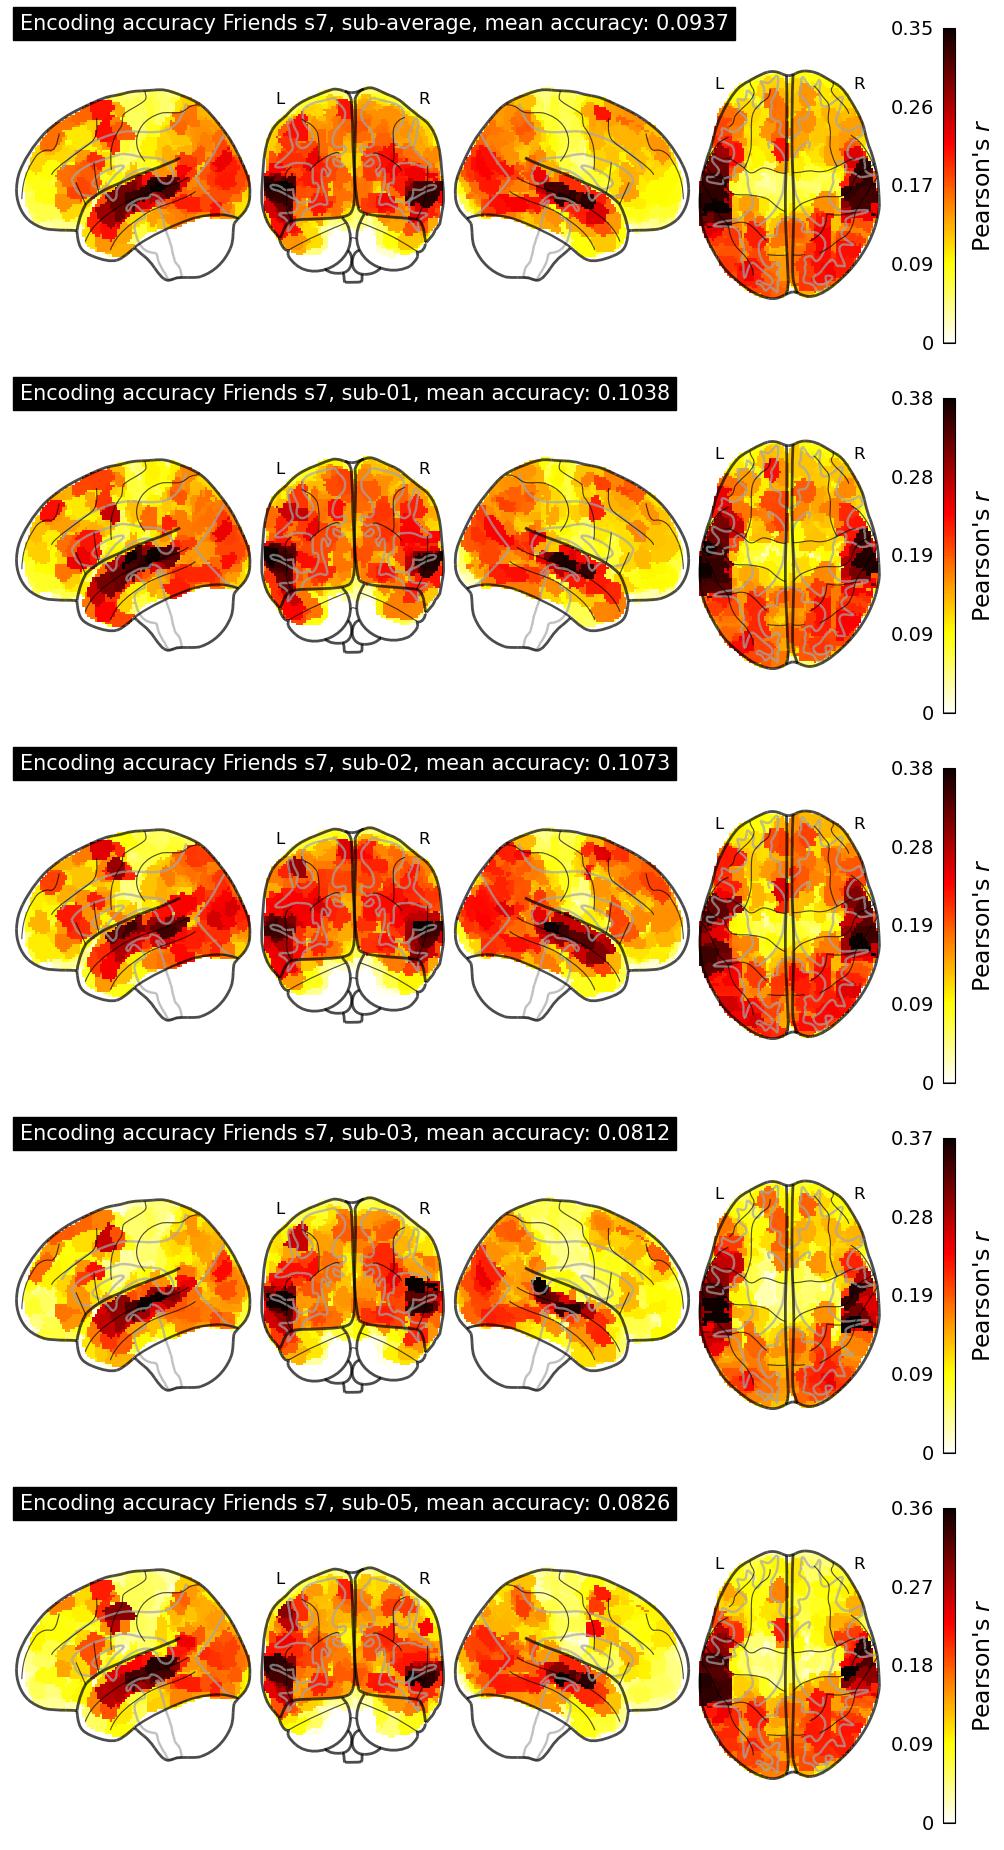 Encoding accuracy Friends s7, sub-average, mean accuracy: 0.0937
L R L R
0.35
0.26
0.17
0.09
0
Pearson's r
Encoding accuracy Friends s7, sub-01, mean accuracy: 0.1038
L R L R
0.38
0.28
0.19
0.09
0
Pearson's r
Encoding accuracy Friends s7, sub-02, mean accuracy: 0.1073
L R L R
0.38
0.28
0.19
0.09
0
Pearson's r
Encoding accuracy Friends s7, sub-03, mean accuracy: 0.0812
L R L R
0.37
0.28
0.19
0.09
0
Pearson's r
Encoding accuracy Friends s7, sub-05, mean accuracy: 0.0826
L R L R
0.36
0.27
0.18
0.09
0
Pearson's r